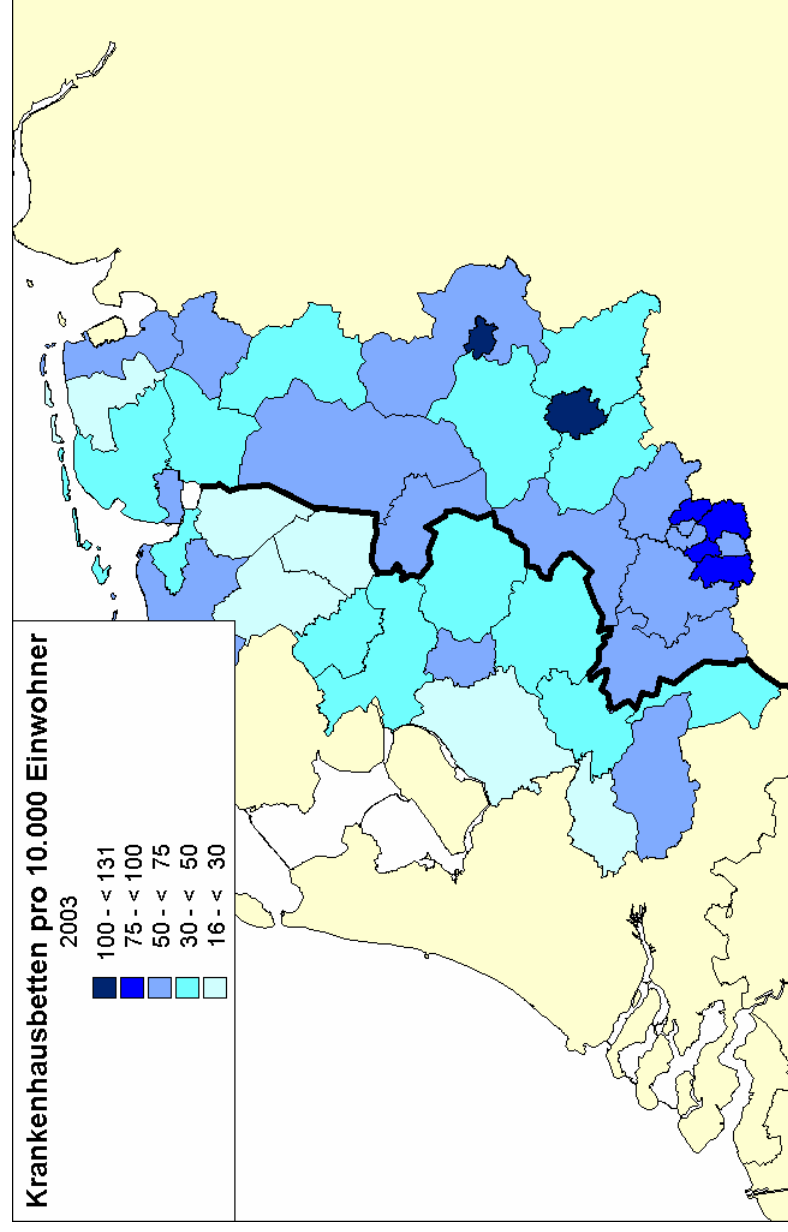 Krankenhausbetten pro 10.000 Einwohner
2003
100 - < 131
75 - < 100
50 - < 75
30 - < 50
16 - < 30